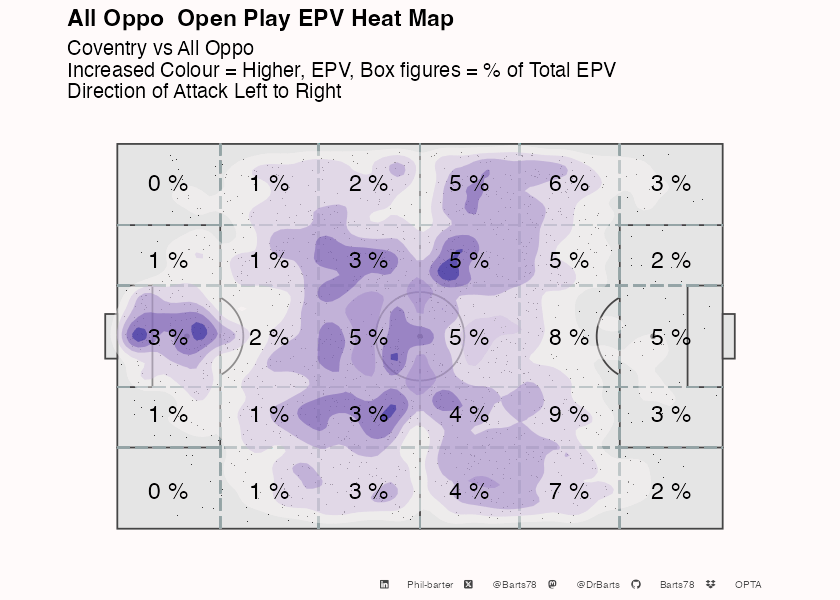 All Oppo  Open Play EPV Heat Map
Coventry vs All Oppo
Increased Colour = Higher, EPV, Box figures = % of Total EPV
Direction of Attack Left to Right
0 % 1 % 2 % 5 % 6 % 3 %
1 % 1 % 3 % 5 % 5 % 2 %
3 % 2 % 5 % 5 % 8 % 5 %
1 % 1 % 3 % 4 % 9 % 3 %
0 % 1 % 3 % 4 % 7 % 2 %
Phil-barter @Barts78 @DrBarts Barts78 OPTA